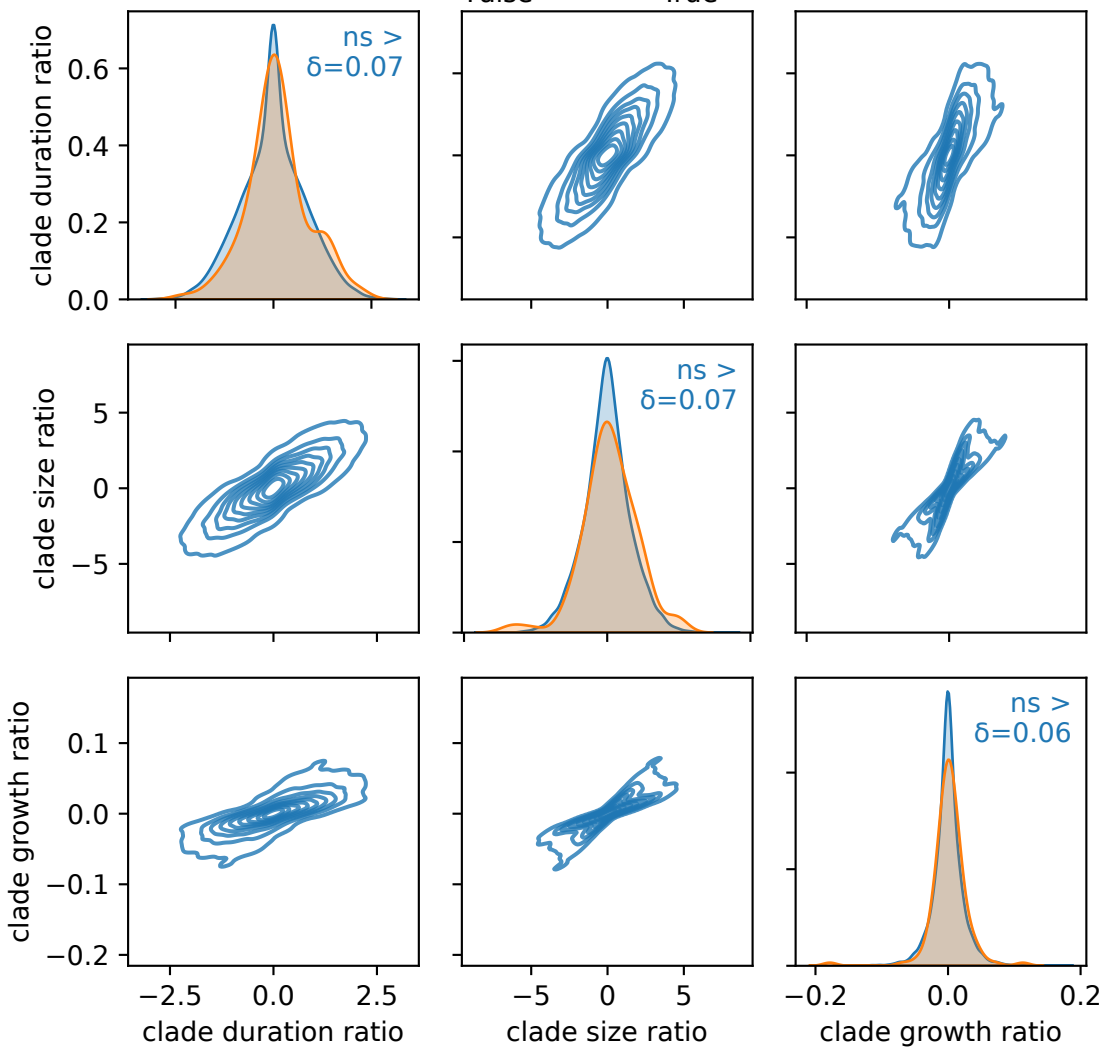 clade duration ratio
0.6
0.4
0.2
0.0
ns >
δ=0.07
clade size ratio
5
0
−5
ns >
δ=0.07
clade growth ratio
0.1
0.0
−0.1
−0.2
ns >
δ=0.06
−2.5 0.0 2.5
−5 0 5
−0.2 0.0 0.2
clade duration ratio
clade size ratio
clade growth ratio